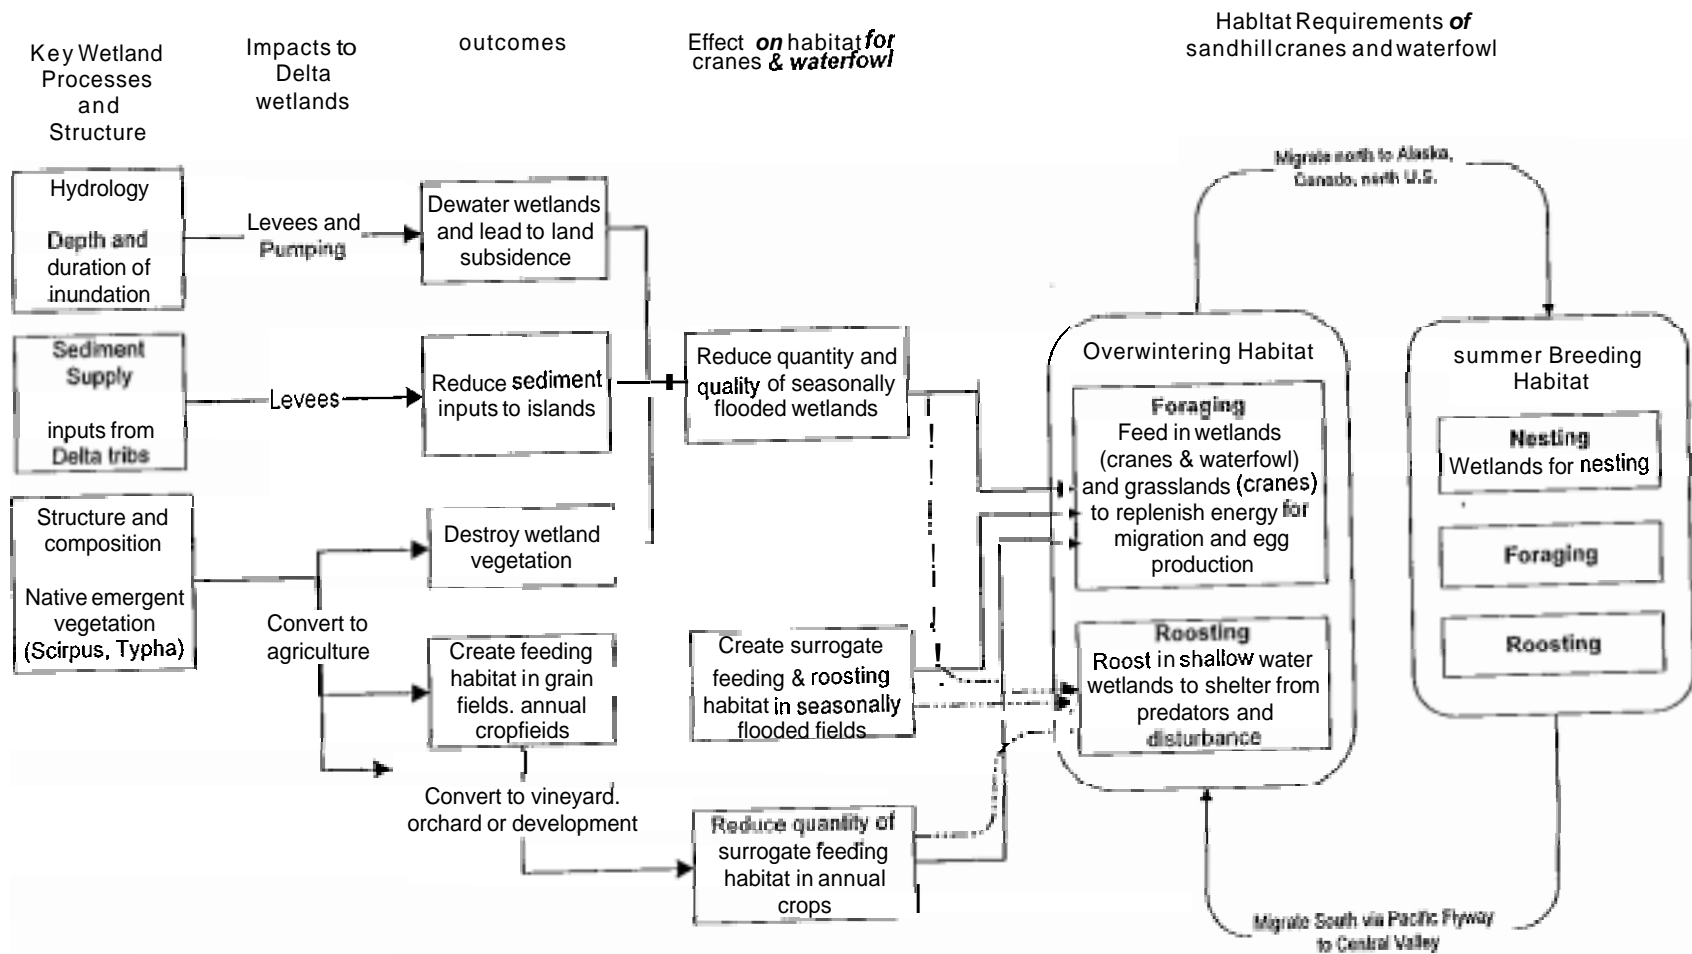 Key Wetland
Processes
and
Structure
Impacts to
Delta
wetlands
outcomes
Effect on habitat for
cranes & waterfowl
Habltat Requirements of
sandhill cranes and waterfowl
Hydrology
Depth and
duration of
inundation
Levees and
Pumping
Dewater wetlands
and lead to land
subsidence
Sediment
Supply
inputs from
Delta tribs
Levees
Reduce sediment
inputs to islands
Reduce quantity and
quality of seasonally
flooded wetlands
Structure and
composition
Native emergent
vegetation
(Scirpus, Typha)
Convert to
agriculture
Destroy wetland
vegetation
Create feeding
habitat in grain
fields. annual
cropfieids
Convert to vineyard.
orchard or development
Create surrogate
feeding & roosting
habitat in seasonally
flooded fields
Reduce quantity of
surrogate feeding
habitat in annual
crops
Migrate north to Alaska,
Canada, north U.S.
Overwintering Habitat
Foraging
Feed in wetlands
(cranes & waterfowl)
and grasslands (cranes)
to replenish energy for
migration and egg
production
Roosting
Roost in shallow water
wetlands to shelter from
predators and
disturbance
summer Breeding
Habitat
Nesting
Wetlands for nesting
Foraging
Roosting
Migrate South via Pacific Flyway
to Central Valley